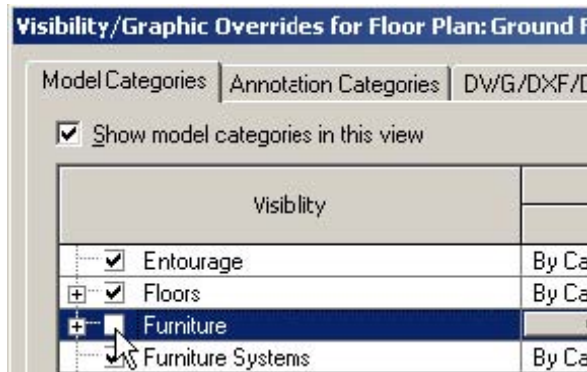 Visibility/Graphic Overrides for Floor Plan: Ground
Model Categories Annotation Categories DWG/DXF/
Show model categories in this view
Visiblity
Entourage By Ca
Floors By Ca
Furniture
Furniture Systems By Ca